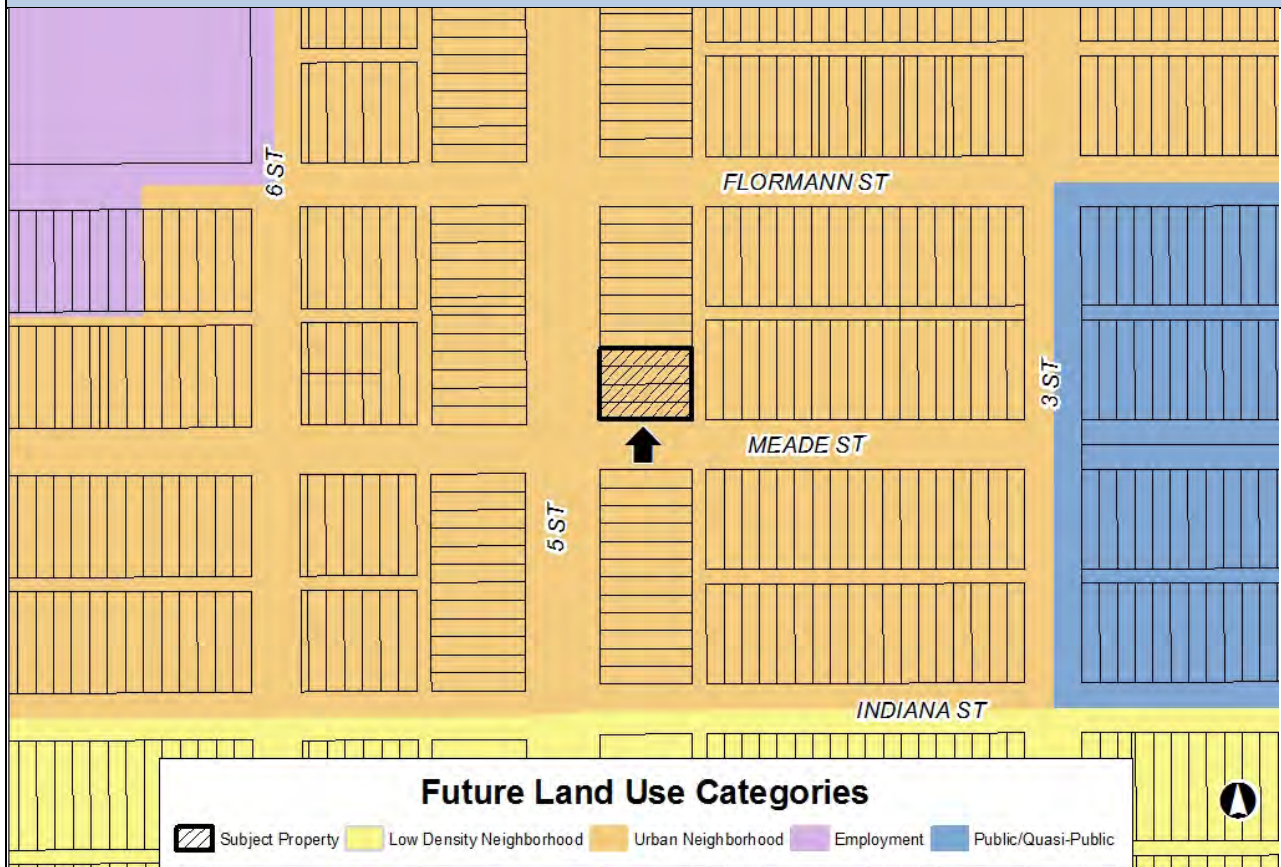 6 ST
FLORMANN ST
3 ST
MEADE ST
5 ST
INDIANA ST
Future Land Use Categories
Subject Property Low Density Neighborhood Urban Neighborhood Employment Public/Quasi-Public